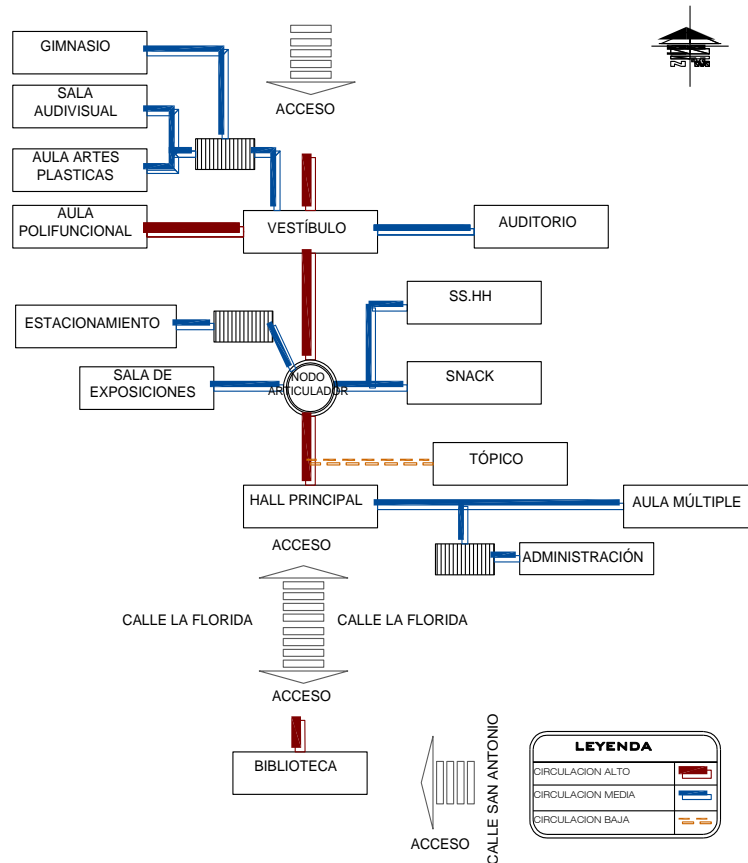 GIMNASIO
ACCESO
SALA
AUDIVISUAL
AULA ARTES
PLASTICAS
AULA
POLIFUNCIONAL
VESTÍBULO
AUDITORIO
SS.HH
ESTACIONAMIENTO
SALA DE
EXPOSICIONES
NODO
ARTICULADOR
SNACK
TÓPICO
HALL PRINCIPAL
AULA MÚLTIPLE
ADMINISTRACIÓN
ACCESO
CALLE LA FLORIDA
CALLE LA FLORIDA
ACCESO
BIBLIOTECA
ACCESO
CALLE SAN ANTONIO
LEYENDA
CIRCULACION ALTO
CIRCULACION MEDIA
CIRCULACION BAJA